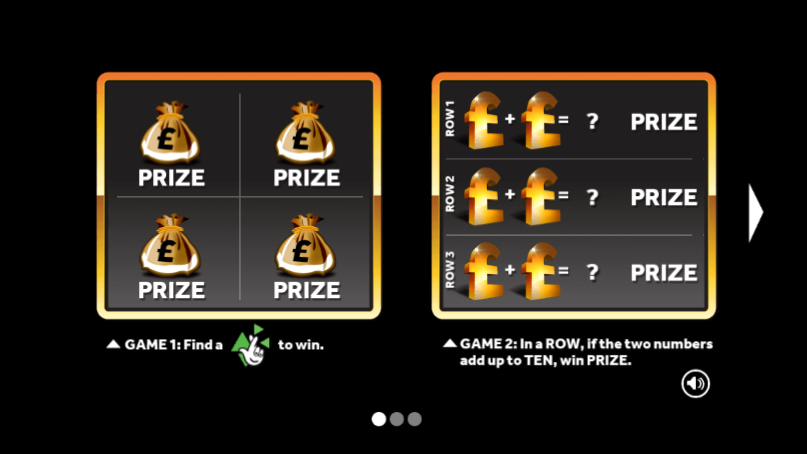 £ £
PRIZE PRIZE
£ £
PRIZE PRIZE
GAME 1: Find a to win.
ROW 1 £ + £ = ? PRIZE
ROW 2 £ + £ = ? PRIZE
ROW 3 £ + £ = ? PRIZE
GAME 2: In a ROW, if the two numbers
add up to TEN, win PRIZE.